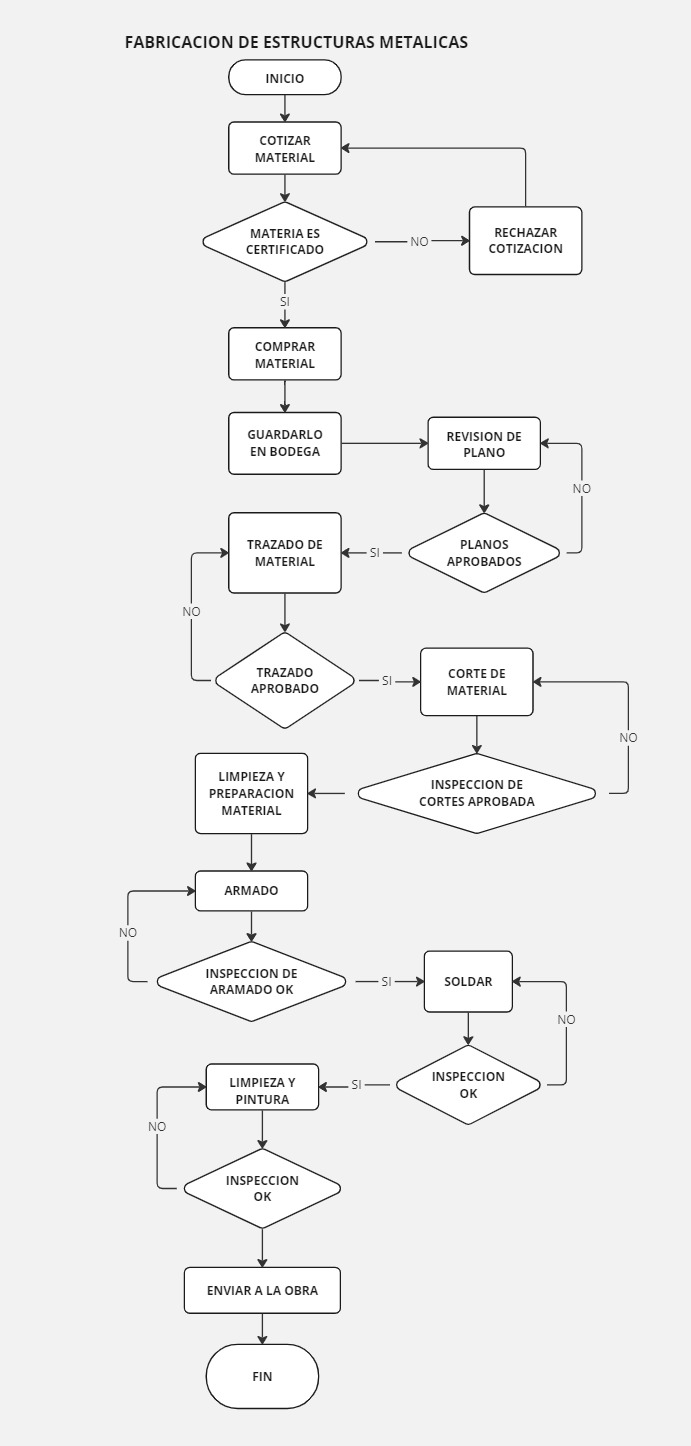 FABRICACION DE ESTRUCTURAS METALICAS
INICIO
COTIZAR
MATERIAL
MATERIA ES
CERTIFICADO
NO
RECHAZAR
COTIZACION
SI
COMPRAR
MATERIAL
GUARDARLO
EN BODEGA
REVISION DE
PLANO
NO
PLANOS
APROBADOS
SI
TRAZADO DE
MATERIAL
NO
TRAZADO
APROBADO
SI
CORTE DE
MATERIAL
NO
INSPECCION DE
CORTES APROBADA
LIMPIEZA Y
PREPARACION
MATERIAL
ARMADO
NO
INSPECCION DE
ARAMADO OK
SI
SOLDAR
NO
INSPECCION
OK
SI
LIMPIEZA Y
PINTURA
NO
INSPECCION
OK
ENVIAR A LA OBRA
FIN